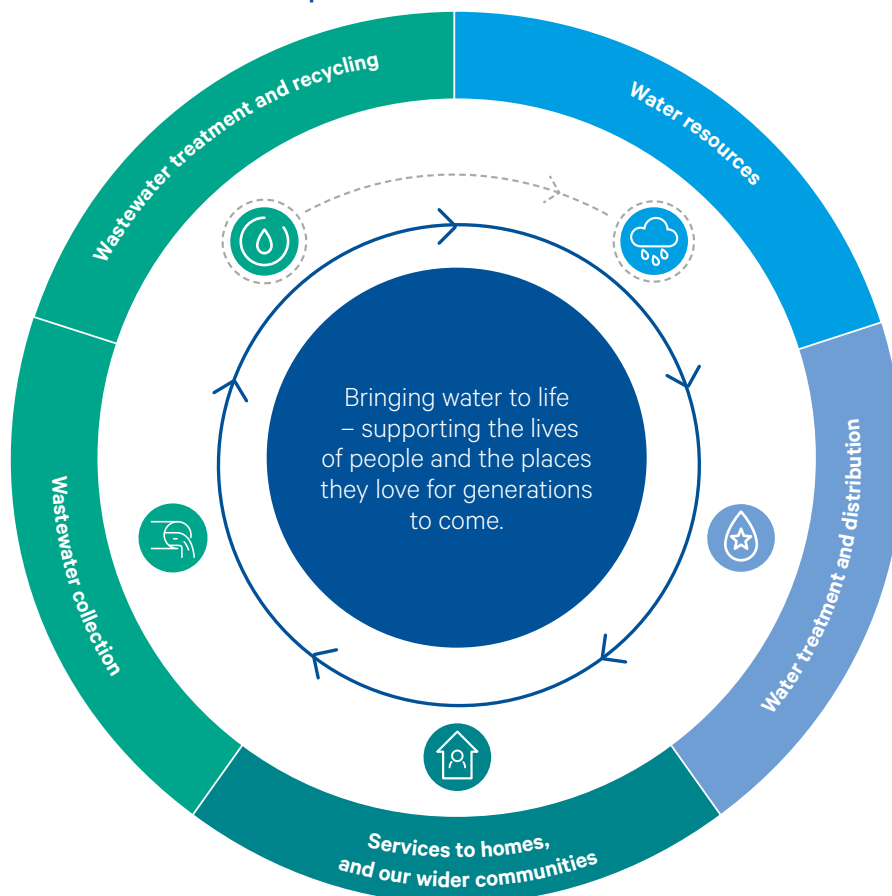 Wastewater treatment and recycling
Water resources
Water treatment and distribution
Services to homes,
and our wider communities
Wastewater collection
Bringing water to life
– supporting the lives
of people and the places
they love for generations
to come.